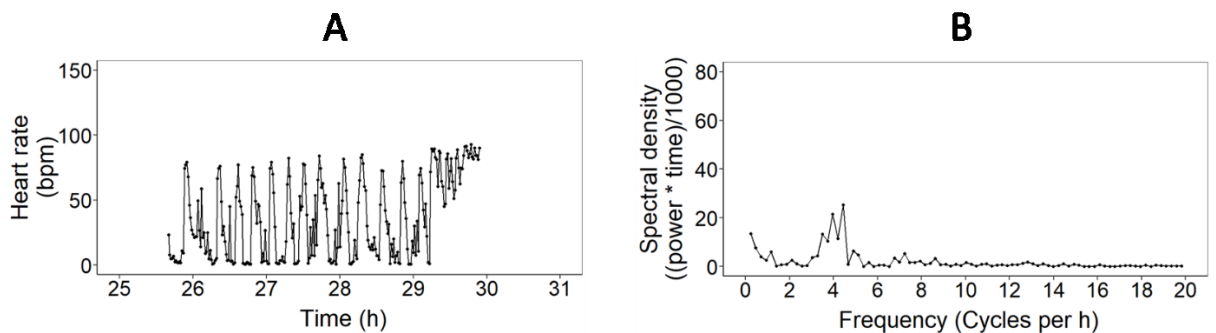 A
B
Heart rate
(bpm)
150
100
50
0
25 26 27 28 29 30 31
Time (h)
Spectral density
((power * time)/1000)
80
60
40
20
0
0 2 4 6 8 10 12 14 16 18 20
Frequency (Cycles per h)